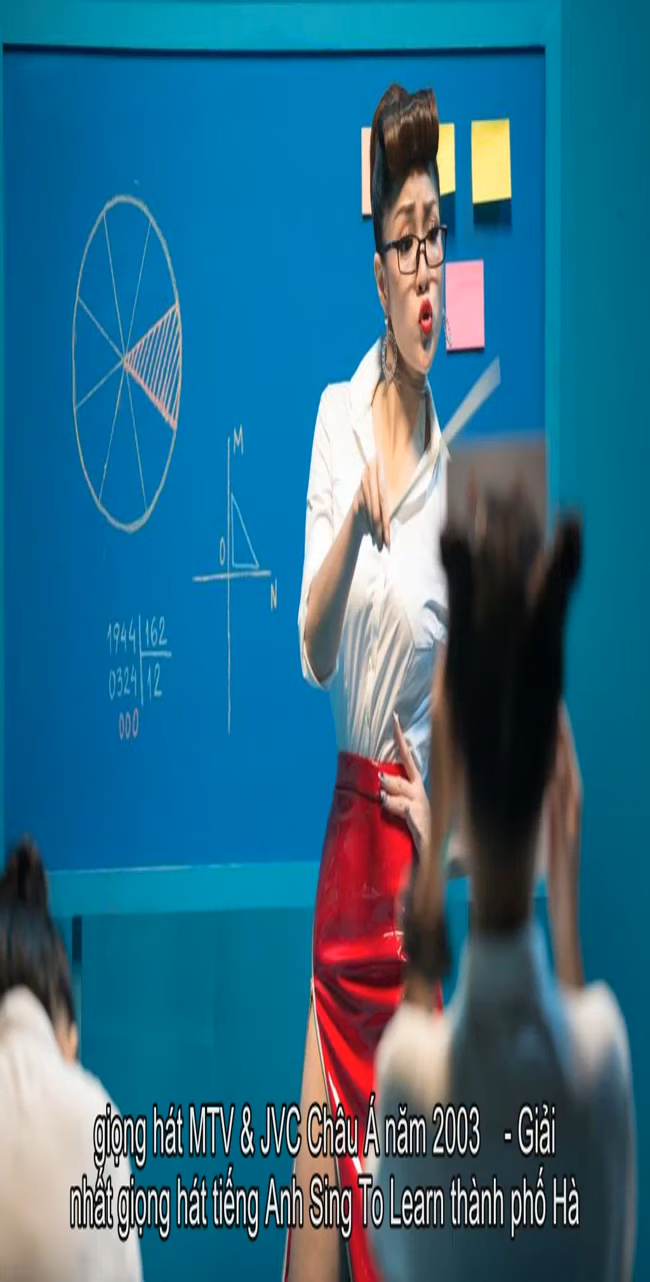 M
O
N
1944 162
0324 12
000
giọng hát MTV & JVC Châu Á năm 2003 - Giải
nhất giọng hát tiếng Anh Sing To Learn thành phố Hà